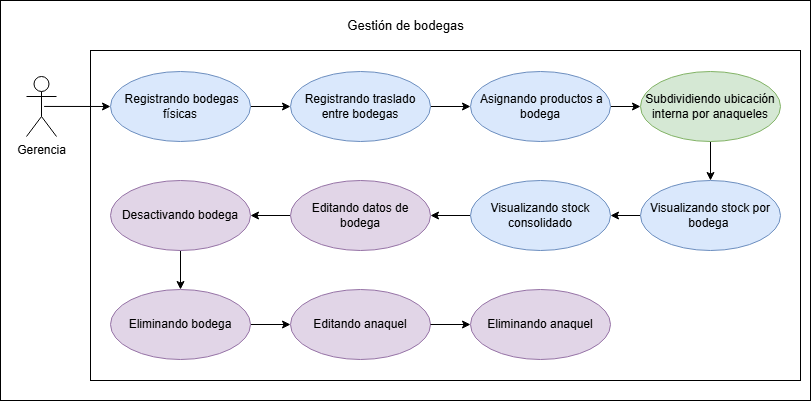 Gestión de bodegas
Registrando bodegas
físicas
Registrando traslado
entre bodegas
Asignando productos a
bodega
Subdividiendo ubicación
interna por anaqueles
Gerencia
Desactivando bodega
Editando datos de
bodega
Visualizando stock
consolidado
Visualizando stock por
bodega
Eliminando bodega
Editando anaquel
Eliminando anaquel